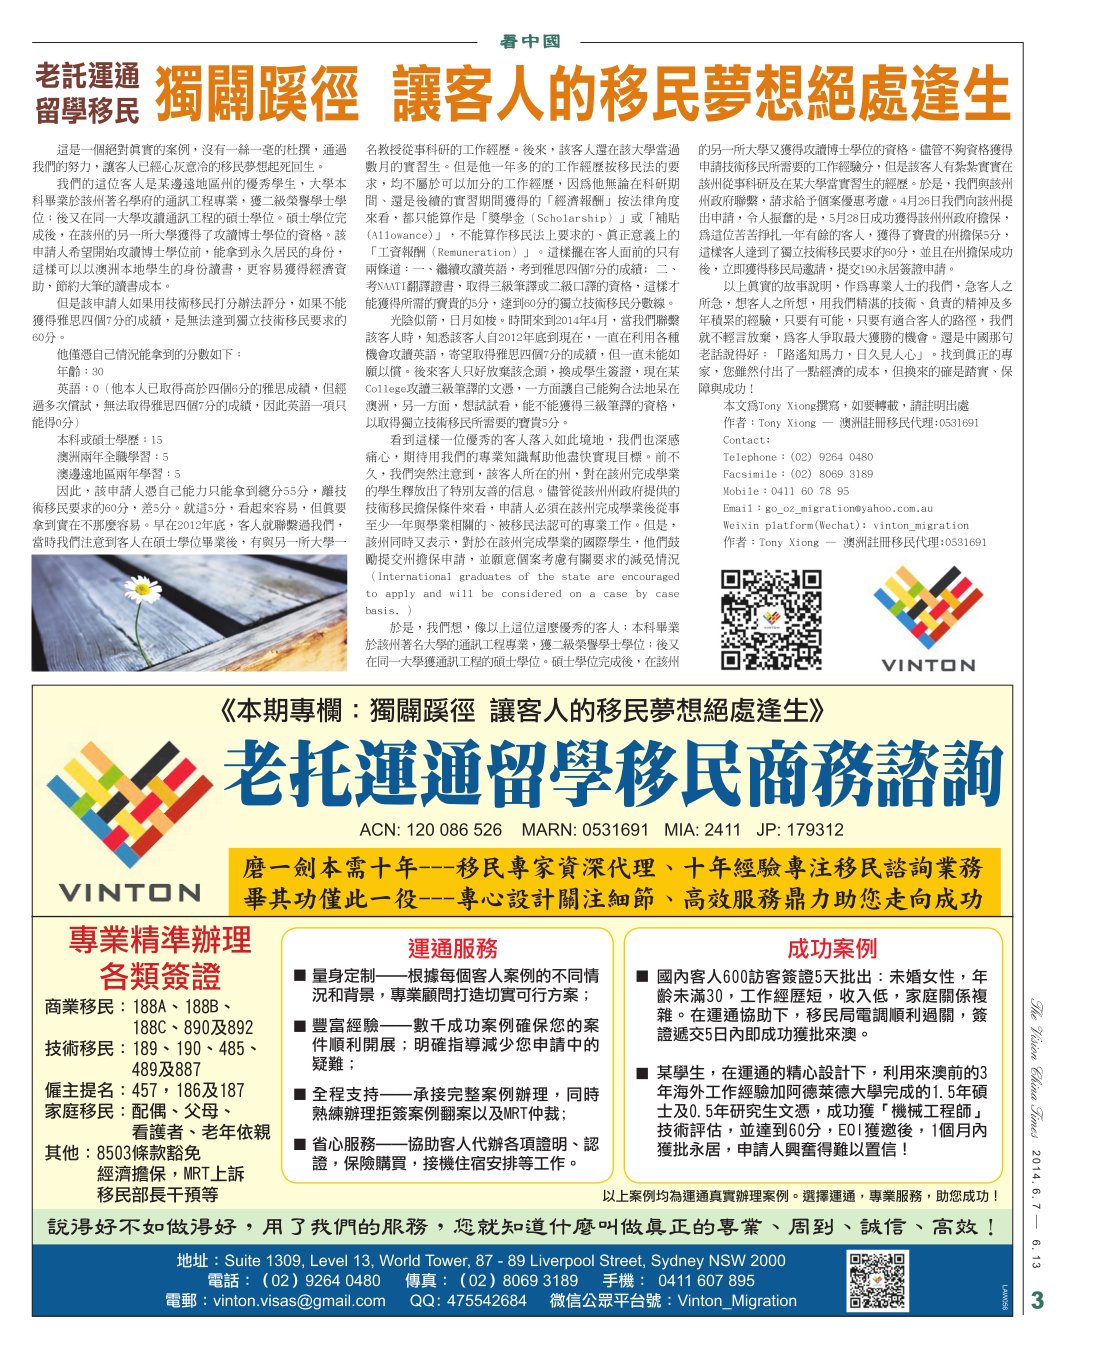 看中國
老託運通
留學移民
獨闢蹊徑 讓客人的移民夢想絕處逢生
這是一個絕對真實的案例，沒有一絲一毫的杜撰，通過
我們的努力，讓客人已經心灰意冷的移民夢想起死回生。
我們的這位客人是某邊遠地區州的優秀學生，大學本
科畢業於該州著名學府的通訊工程專業，獲二級榮譽學士學
位；後又在同一大學攻讀通訊工程的碩士學位。碩士學位完
成後，在該州的另一所大學獲得了攻讀博士學位的資格。該
申請人希望開始攻讀博士學位前，能拿到永久居民的身份，
這樣可以以澳洲本地學生的身份讀書，更容易獲得經濟資
助，節約大筆的讀書成本。
但是該申請人如果用技術移民打分辦法評分，如果不能
獲得雅思四個7分的成績，是無法達到獨立技術移民要求的
60分。
他僅憑自己情況能拿到的分數如下：
年齡：30
英語：0（他本人已取得高於四個6分的雅思成績，但經
過多次償試，無法取得雅思四個7分的成績，因此英語一項只
能得0分）
本科或碩士學歷：15
澳洲兩年全職學習：5
澳邊遠地區兩年學習：5
因此，該申請人憑自己能力只能拿到總分55分，離技
術移民要求的60分，差5分。就這5分，看起來容易，但真要
拿到實在不那麼容易。早在2012年底，客人就聯繫過我們，
當時我們注意到客人在碩士學位畢業後，有與另一所大學一
名教授從事科研的工作經歷。後來，該客人還在該大學當過
數月的實習生。但是他一年多的的工作經歷按移民法的要
求，均不屬於可以加分的工作經歷，因為他無論在科研期
間、還是後續的實習期間獲得的「經濟報酬」按法律角度
來看，都只能算作是「獎學金（Scholarship）」或「補貼
（Allowance）」，不能算作移民法上要求的、真正意義上的
「工資報酬（Remuneration）」。這樣擺在客人面前的只有
兩條道：一、繼續攻讀英語，考到雅思四個7分的成績； 二、
考NAATI翻譯證書，取得三級筆譯或二級口譯的資格，這樣才
能獲得所需的寶貴的5分，達到60分的獨立技術移民分數線。
光陰似箭，日月如梭。時間來到2014年4月，當我們聯繫
該客人時，知悉該客人自2012年底到現在，一直在利用各種
機會攻讀英語，寄望取得雅思四個7分的成績，但一直未能如
願以償。後來客人只好放棄該念頭，換成學生簽證，現在某
College攻讀三級筆譯的文憑，一方面讓自己能夠合法地呆在
澳洲，另一方面，想試試看，能不能獲得三級筆譯的資格，
以取得獨立技術移民所需要的寶貴5分。
看到這樣一位優秀的客人落入如此境地，我們也深感
痛心，期待用我們的專業知識幫助他盡快實現目標。前不
久，我們突然注意到，該客人所在的州，對在該州完成學業
的學生釋放出了特別友善的信息。儘管從該州州政府提供的
技術移民擔保條件來看，申請人必須在該州完成學業後從事
至少一年與學業相關的、被移民法認可的專業工作。但是，
該州同時又表示，對於在該州完成學業的國際學生，他們鼓
勵提交州擔保申請，並願意個案考慮有關要求的減免情況
（International graduates of the state are encouraged
to apply and will be considered on a case by case
basis. ）
於是，我們想，像以上這位這麼優秀的客人：本科畢業
於該州著名大學的通訊工程專業，獲二級榮譽學士學位；後又
在同一大學獲通訊工程的碩士學位。碩士學位完成後，在該州
的另一所大學又獲得攻讀博士學位的資格。儘管不夠資格獲得
申請技術移民所需要的工作經驗分，但是該客人有紮紮實實在
該州從事科研及在某大學當實習生的經歷。於是，我們與該州
州政府聯繫，請求給予個案優惠考慮。4月26日我們向該州提
出申請，令人振奮的是，5月28日成功獲得該州州政府擔保，
為這位苦苦掙扎一年有餘的客人，獲得了寶貴的州擔保5分，
這樣客人達到了獨立技術移民要求的60分，並且在州擔保成功
後，立即獲得移民局邀請，提交190永居簽證申請。
以上真實的故事說明，作為專業人士的我們，急客人之
所急，想客人之所想，用我們精湛的技術、負責的精神及多
年積累的經驗，只要有可能，只要有適合客人的路徑，我們
就不輕言放棄，為客人爭取最大獲勝的機會。還是中國那句
老話說得好：「路遙知馬力，日久見人心」。找到真正的專
家，您雖然付出了一點經濟的成本，但換來的確是踏實、保
障與成功！
本文為Tony Xiong撰寫，如要轉載，請註明出處
作者：Tony Xiong — 澳洲註冊移民代理:0531691
Contact:
Telephone：(02) 9264 0480
Facsimile：(02) 8069 3189
Mobile：0411 60 78 95
Email：go_oz_migration@yahoo.com.au
Weixin platform(Wechat): vinton_migration
作者：Tony Xiong — 澳洲註冊移民代理:0531691
VINTON
《本期專欄：獨闢蹊徑 讓客人的移民夢想絕處逢生》
老托運通留學移民商務諮詢
ACN: 120 086 526 MARN: 0531691 MIA: 2411 JP: 179312
VINTON
磨一劍本需十年---移民專家資深代理、十年經驗專注移民諮詢業務
畢其功僅此一役---專心設計關注細節、高效服務鼎力助您走向成功
專業精準辦理
各類簽證
商業移民：188A、188B、
188C、890及892
技術移民：189、190、485、
489及887
僱主提名：457，186及187
家庭移民：配偶、父母、
看護者、老年依親
其他：8503條款豁免
經濟擔保，MRT上訴
移民部長干預等
運通服務
■ 量身定制——根據每個客人案例的不同情
況和背景，專業顧問打造切實可行方案；
■ 豐富經驗——數千成功案例確保您的案
件順利開展；明確指導減少您申請中的
疑難；
■ 全程支持——承接完整案例辦理，同時
熟練辦理拒簽案例翻案以及MRT仲裁；
■ 省心服務——協助客人代辦各項證明、認
證，保險購買，接機住宿安排等工作。
成功案例
■ 國內客人600訪客簽證5天批出：未婚女性，年
齡未滿30，工作經歷短，收入低，家庭關係複
雜。在運通協助下，移民局電調順利過關，簽
證遞交5日內即成功獲批來澳。
■ 某學生，在運通的精心設計下，利用來澳前的3
年海外工作經驗加阿德萊德大學完成的1.5年碩
士及0.5年研究生文憑，成功獲「機械工程師」
技術評估，並達到60分，EOI獲邀後，1個月內
獲批永居，申請人興奮得難以置信！
以上案例均為運通真實辦理案例。選擇運通，專業服務，助您成功！
說得好不如做得好，用了我們的服務，您就知道什麼叫做真正的專業、周到、誠信、高效！
地址：Suite 1309, Level 13, World Tower, 87 - 89 Liverpool Street, Sydney NSW 2000
電話：（02）9264 0480 傳真：（02）8069 3189 手機： 0411 607 895
電郵：vinton.visas@gmail.com QQ: 475542684 微信公眾平台號：Vinton_Migration
LAW056
The Vision China Times 2014.6.7 — 6.13
3